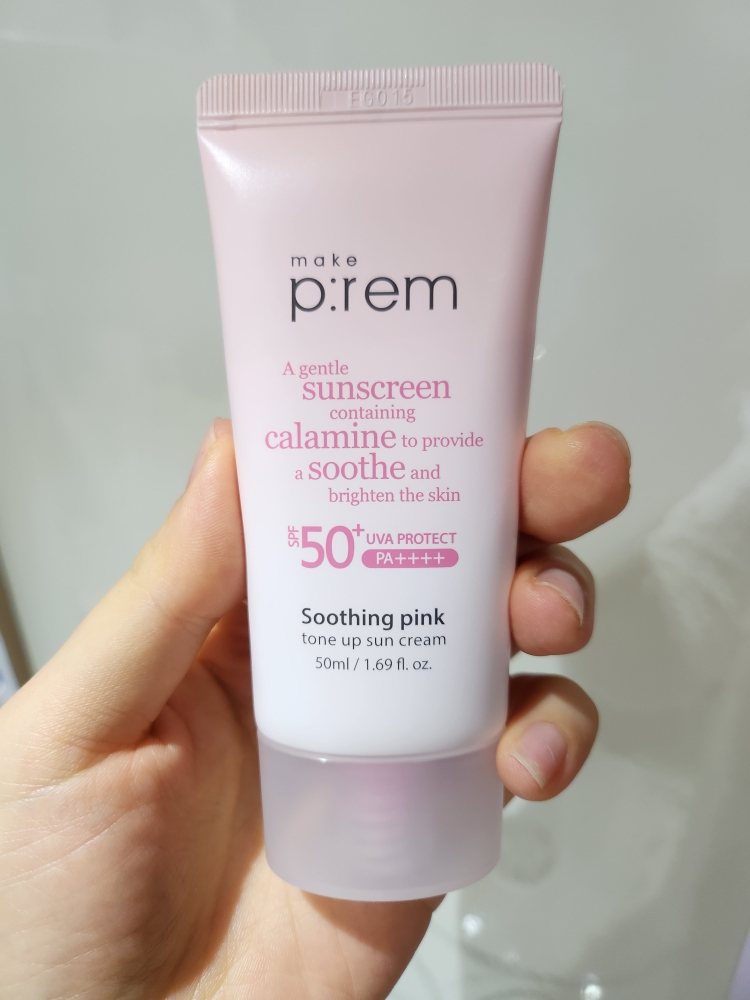 EG015
make
p:rem
A gentle
sunscreen
containing
calamine to provide
a soothe and
brighten the skin
SPF 50+ UVA PROTECT
PA++++
Soothing pink
tone up sun cream
50ml / 1.69 fl. oz.